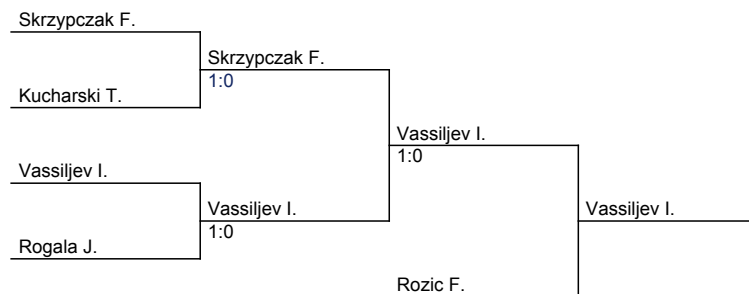 Skrzypczak F.
Skrzypczak F.
1:0
Kucharski T.
Vassiljev I.
1:0
Vassiljev I.
Vassiljev I.
Vassiljev I.
1:0
Rogala J.
Rozic F.